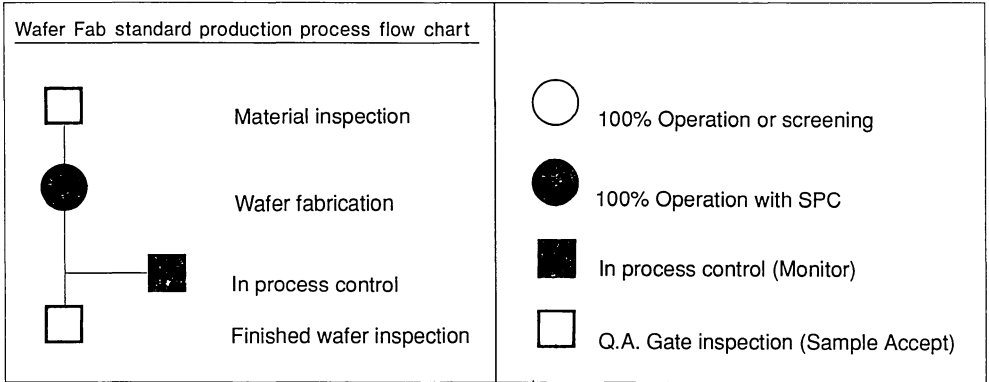 Wafer Fab standard production process flow chart
Material inspection
Wafer fabrication
In process control
Finished wafer inspection
100% Operation or screening
100% Operation with SPC
In process control (Monitor)
Q.A. Gate inspection (Sample Accept)